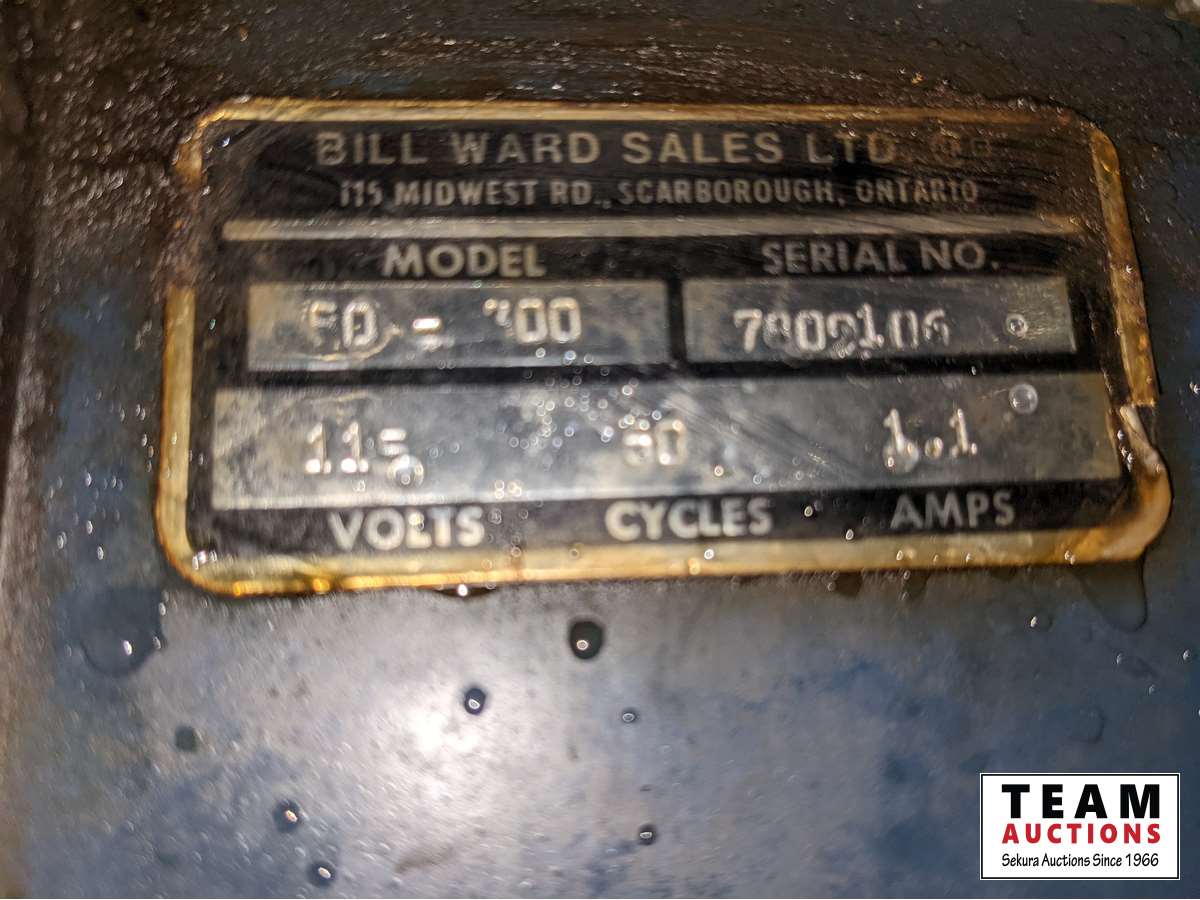 BILL WARD SALES LTD.
115 MIDWEST RD., SCARBOROUGH, ONTARIO
MODEL SERIAL NO.
1.1
VOLTS CYCLES AMPS
TEAM
AUCTIONS
Sekura Auctions Since 1966